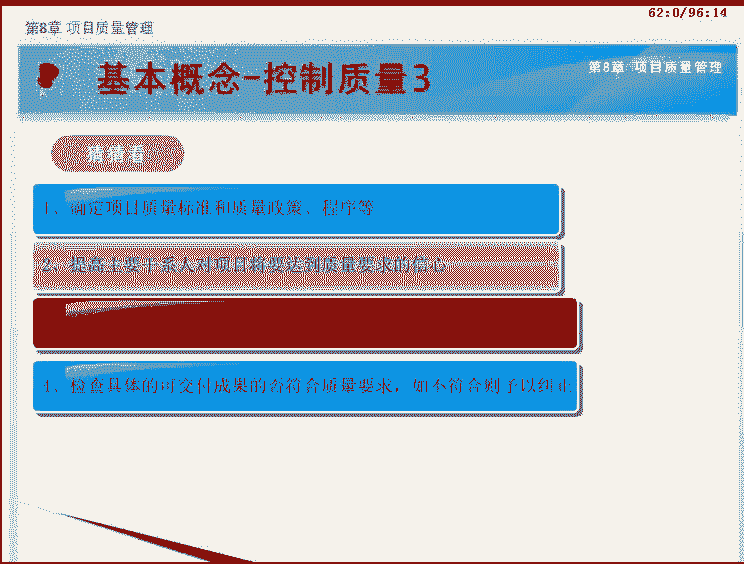 62:0/96:14
第8章 项目质量管理
基本概念-控制质量3
第8章 项目质量管理
猜猜看
1、确定项目质量标准和质量政策、程序等
2、提高主要干系人对项目将要达到质量要求的信心
4、检查具体的可交付成果的否符合质量要求，如不符合则予以纠正